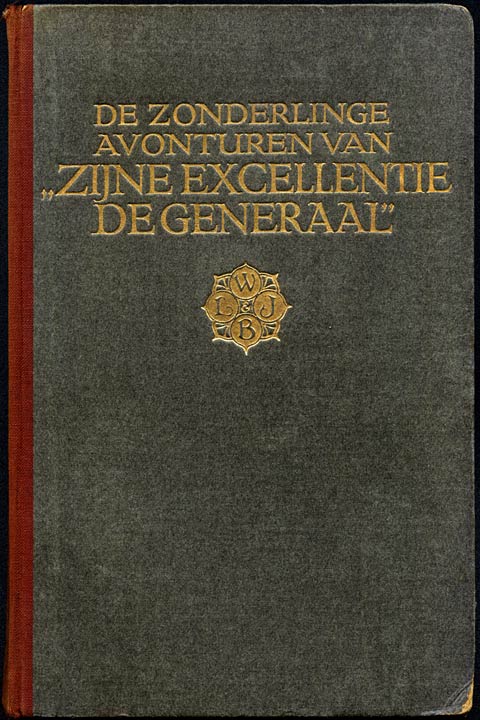 DE ZONDERLINGE
AVONTUREN VAN
„ZIJNE EXCELLENTIE
DE GENERAAL”
W
L & J
B